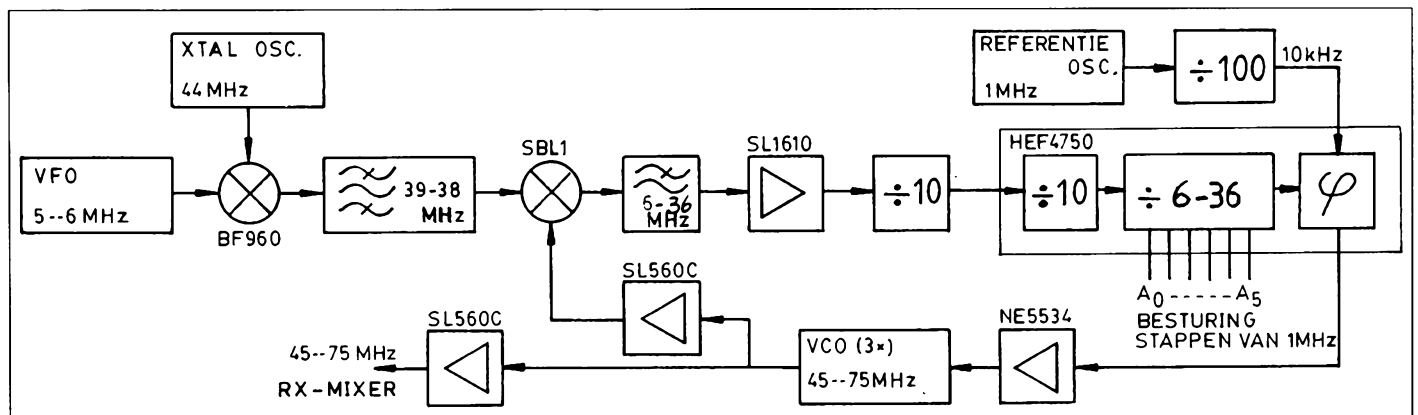 XTAL OSC.
44 MHz
REFERENTIE
OSC.
1MHz
÷100
10kHz
VFO
5--6 MHz
BF960
39-38
MHz
SBL1
6-36
MHz
SL1610
÷10
HEF4750
÷10
÷ 6-36
φ
A0-----A5
BESTURING
STAPPEN VAN 1MHz
SL560C
SL560C
45--75 MHz
RX-MIXER
VCO (3×)
45--75MHz
NE5534